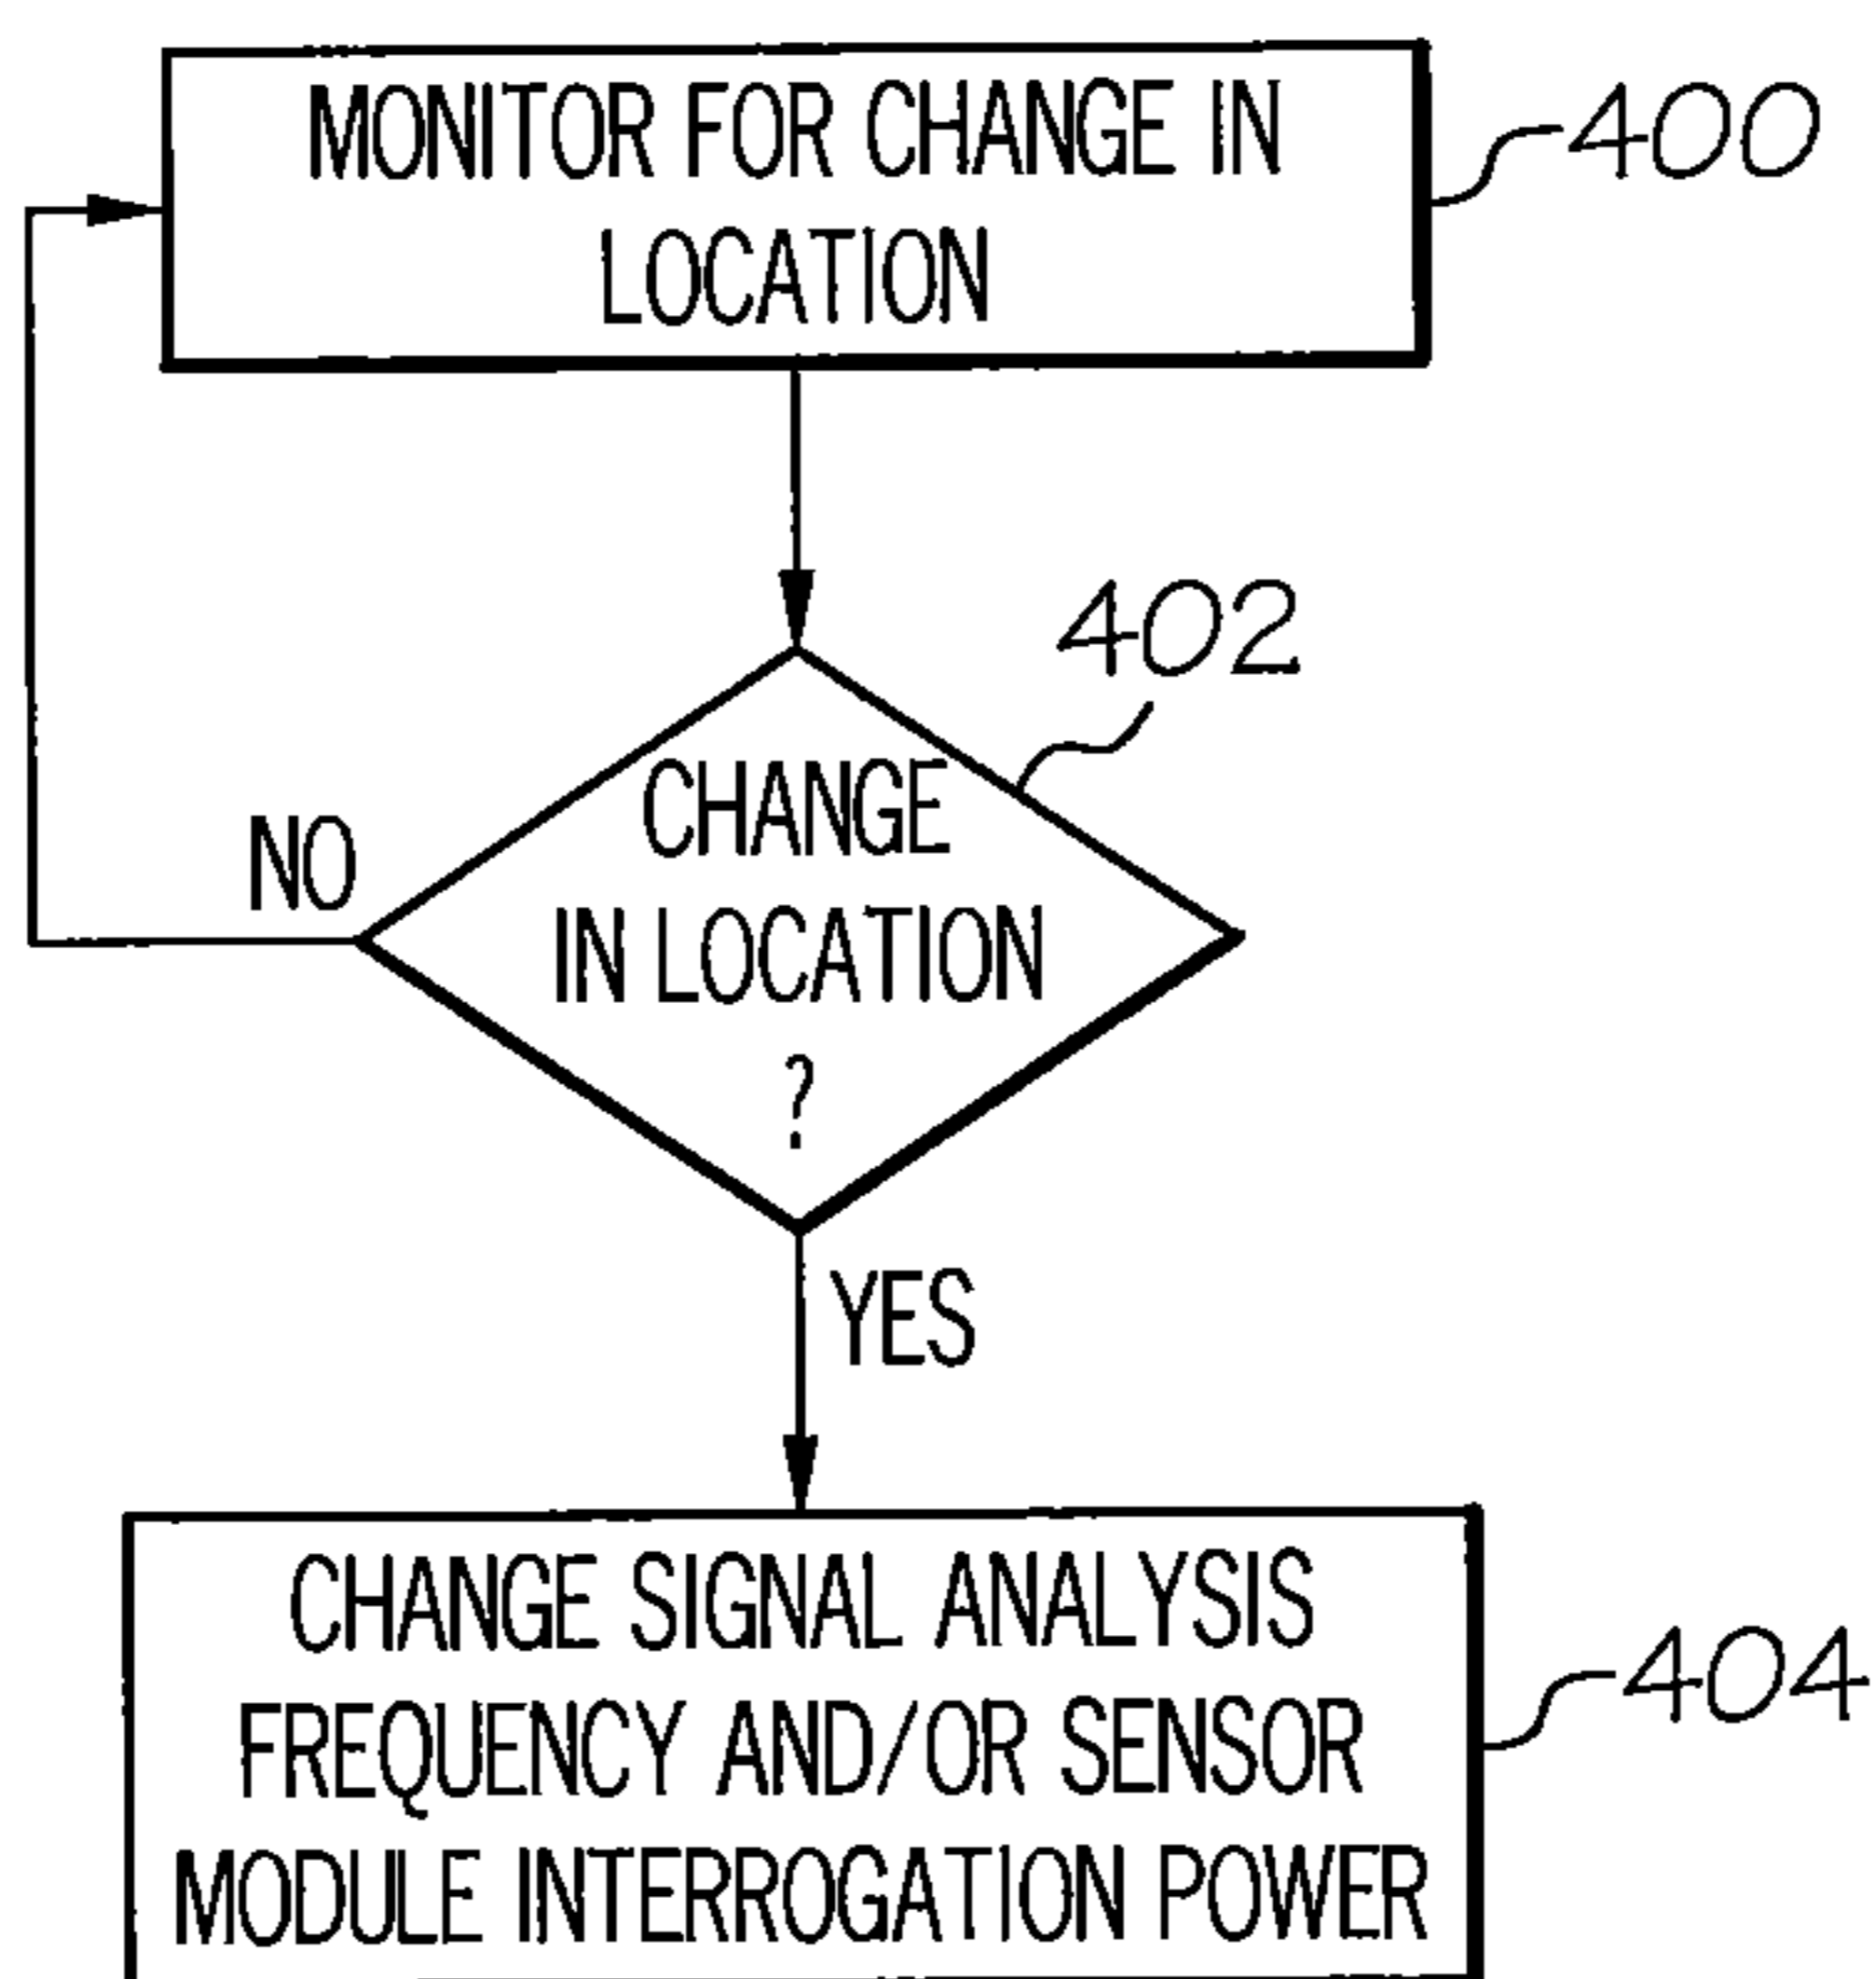 MONITOR FOR CHANGE IN
LOCATION
400
402
CHANGE
IN LOCATION
?
NO
YES
CHANGE SIGNAL ANALYSIS
FREQUENCY AND/OR SENSOR
MODULE INTERROGATION POWER
404